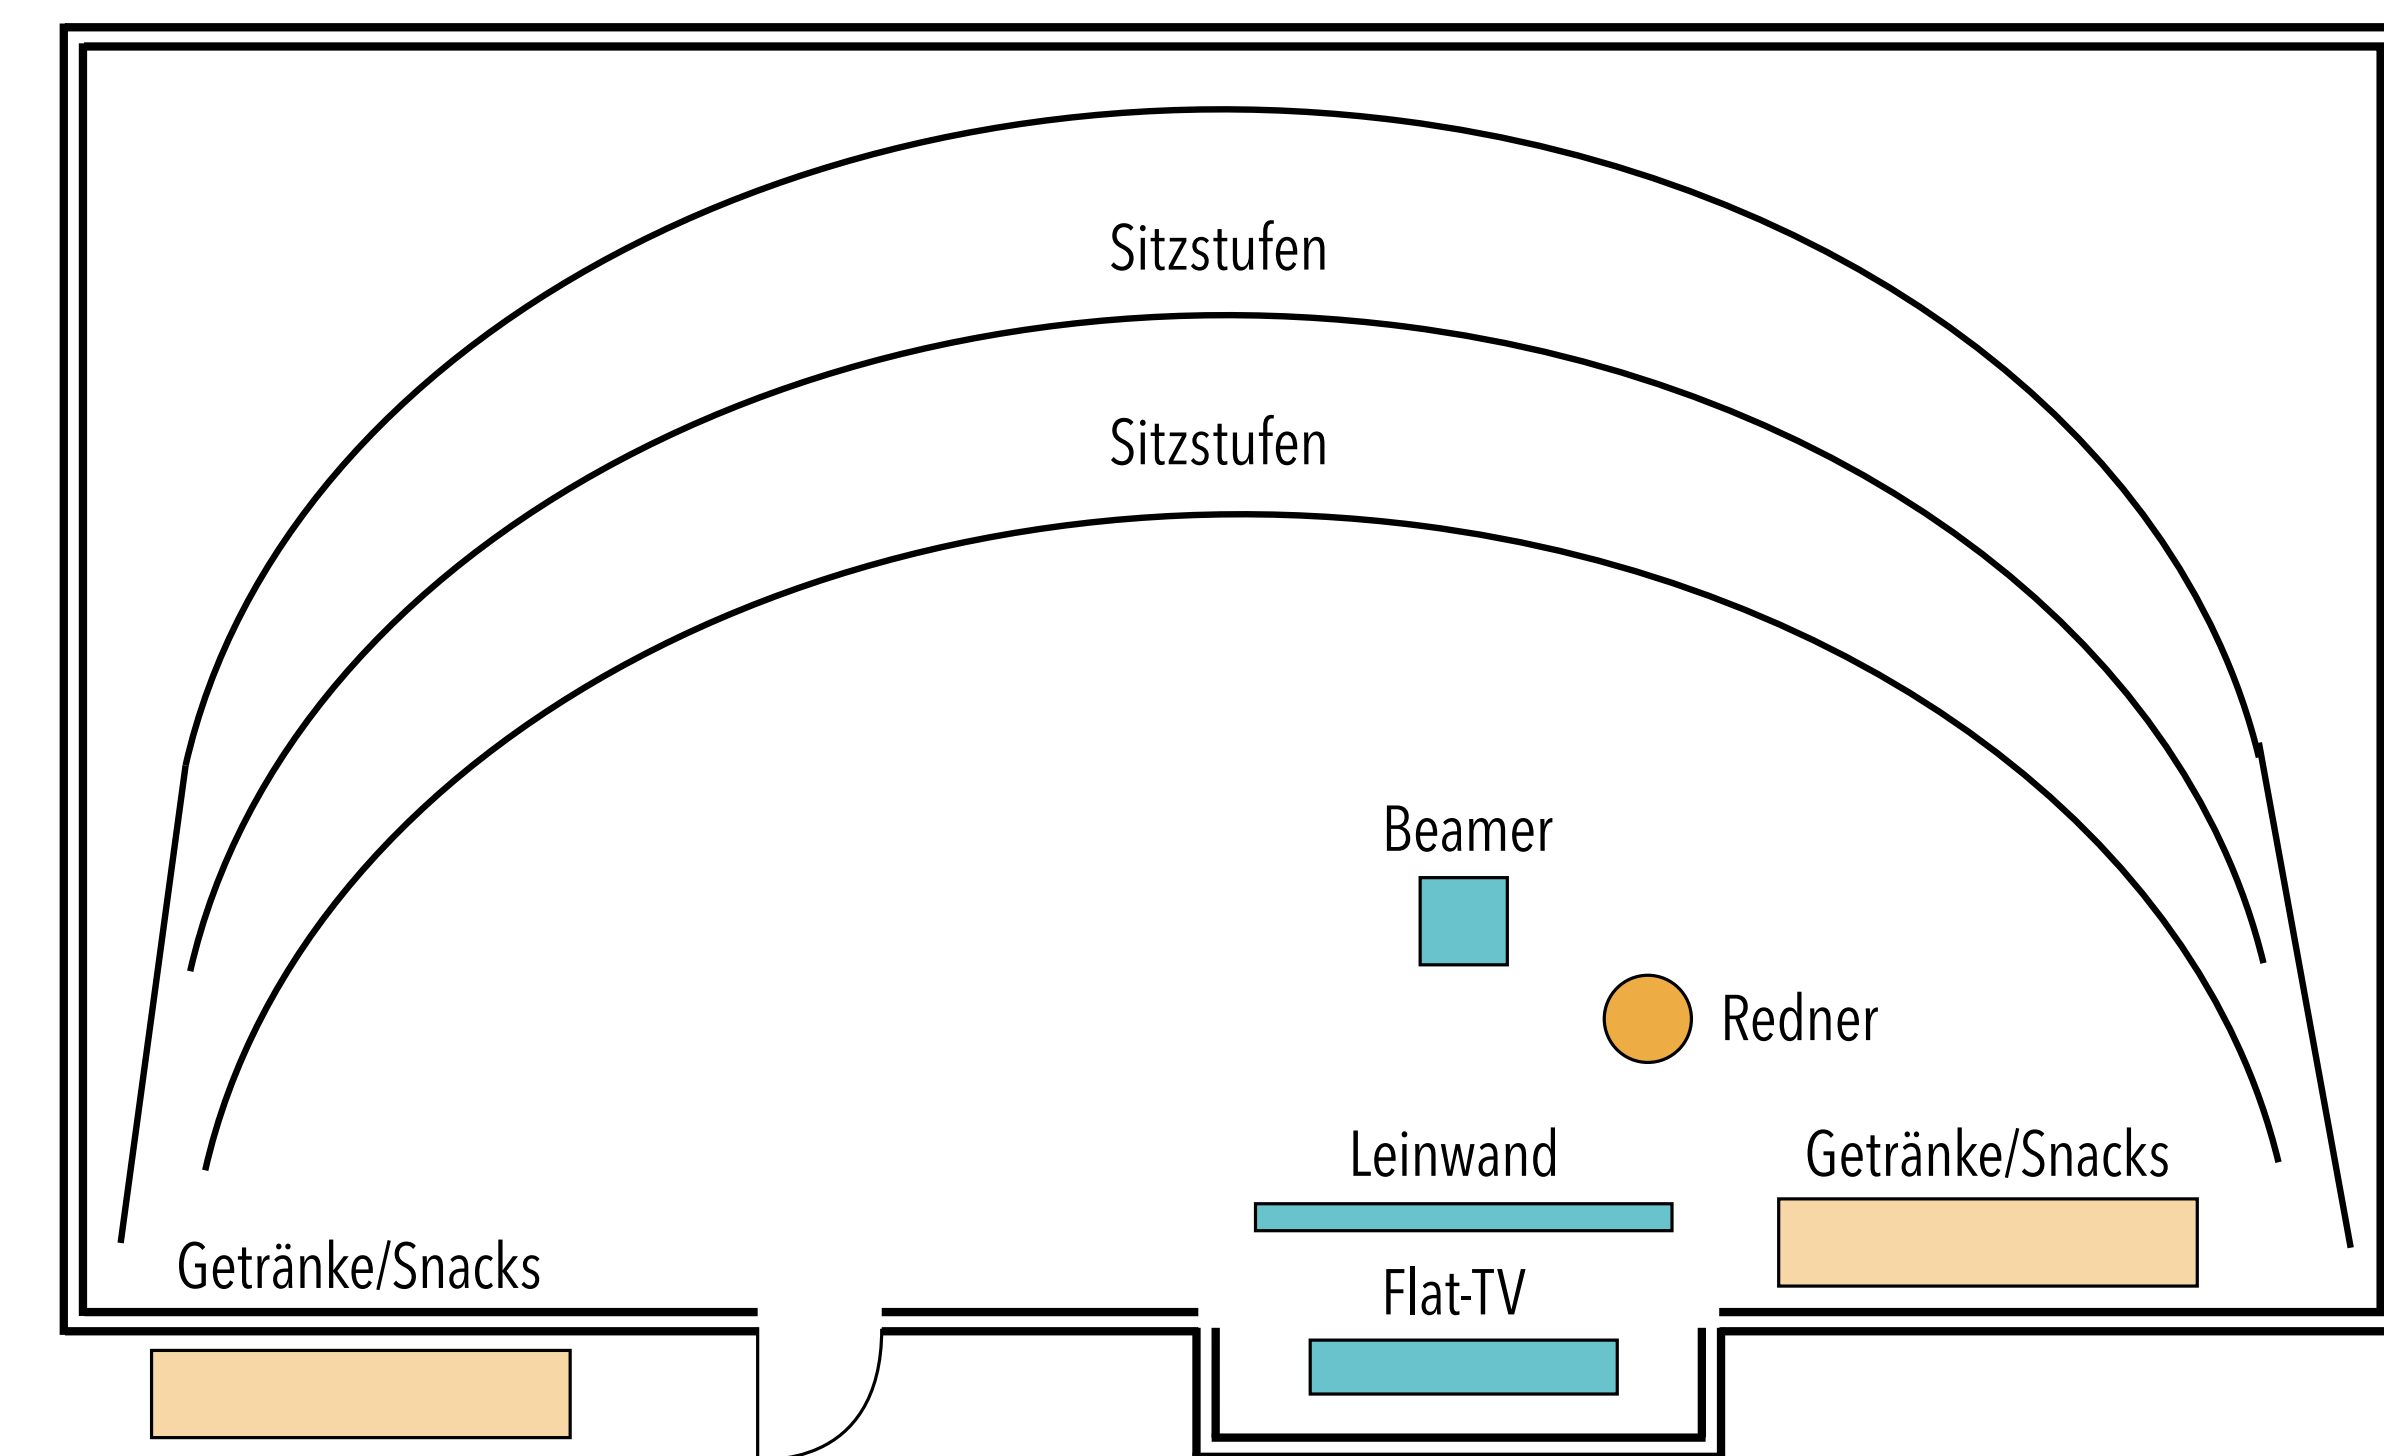 Sitzstufen
Sitzstufen
Beamer
Redner
Leinwand
Getränke/Snacks
Getränke/Snacks
Flat-TV